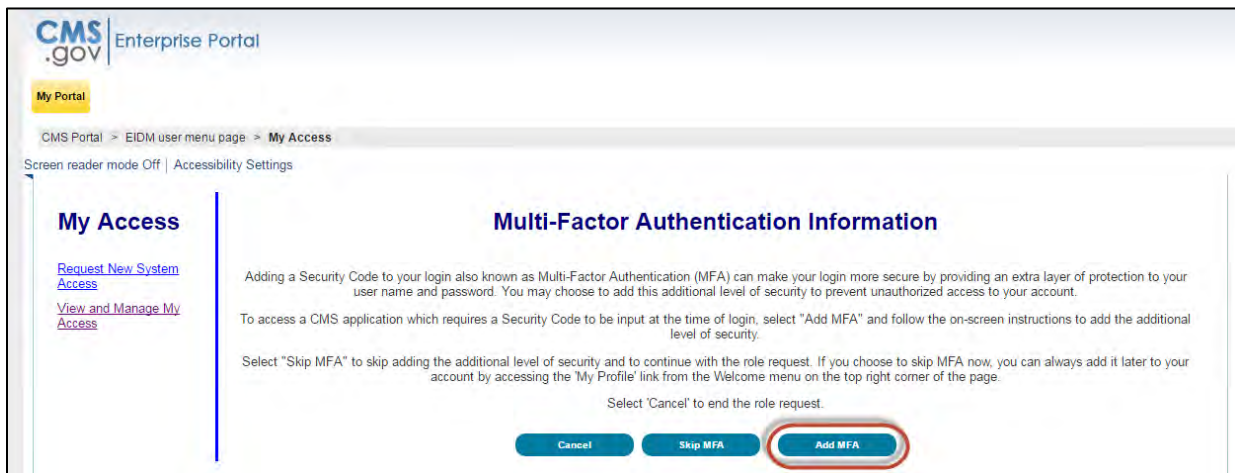 CMS
.gov
Enterprise Portal
My Portal
CMS Portal > EIDM user menu page > My Access
Screen reader mode Off | Accessibility Settings
My Access
Request New System
Access
View and Manage My
Access
Multi-Factor Authentication Information
Adding a Security Code to your login also known as Multi-Factor Authentication (MFA) can make your login more secure by providing an extra layer of protection to your
user name and password. You may choose to add this additional level of security to prevent unauthorized access to your account.
To access a CMS application which requires a Security Code to be input at the time of login, select "Add MFA" and follow the on-screen instructions to add the additional
level of security.
Select "Skip MFA" to skip adding the additional level of security and to continue with the role request. If you choose to skip MFA now, you can always add it later to your
account by accessing the 'My Profile' link from the Welcome menu on the top right corner of the page.
Select 'Cancel' to end the role request.
Cancel
Skip MFA
Add MFA